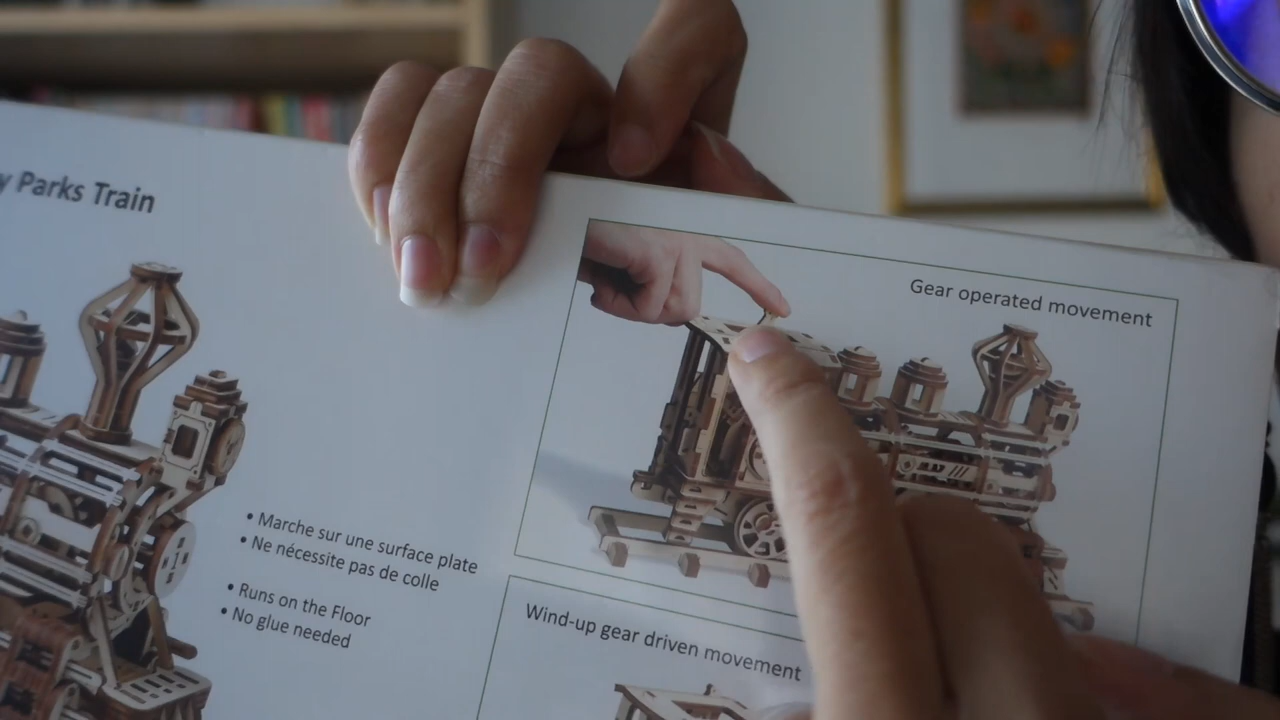 Parks Train
Gear operated movement
• Marche sur une surface plate
• Ne nécessite pas de colle
• Runs on the Floor
• No glue needed
Wind-up gear driven movement